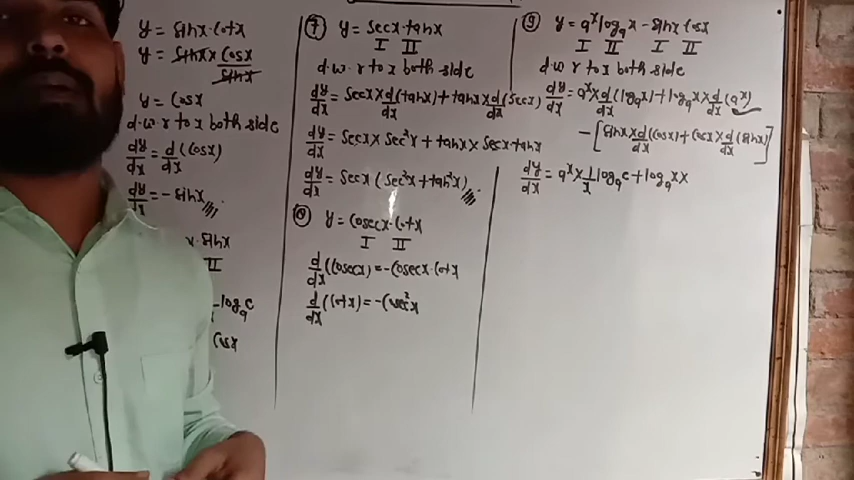 y = sinx·cotx
y = sinx × cosx/sinx
y = cosx
d·w·r to x both side
dy/dx = d/dx (cosx)
dy/dx = -sinx
x·sinx
II
log_a e
cosx
⑦ y = secx·tanx
I II
d·w·r to x both side
dy/dx = secx × d/dx (tanx) + tanx × d/dx (secx)
dy/dx = secx × sec²x + tanx × secx·tanx
dy/dx = secx (sec²x + tan²x)
⑧ y = cosecx·cotx
I II
d/dx (cosecx) = -cosecx·cotx
d/dx (cotx) = -cosec²x
⑨ y = a^x log_a x - sinx·cosx
I II I II
d·w·r to x both side
dy/dx = a^x × d/dx (log_a x) + log_a x × d/dx (a^x)
- [sinx × d/dx (cosx) + cosx × d/dx (sinx)]
dy/dx = a^x × 1/x log_a e + log_a x ×